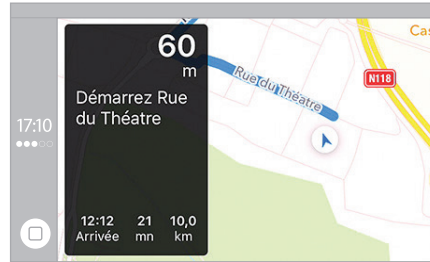 60
m
Démarrez Rue
du Théatre
17:10
12:12 21 10,0
Arrivée mn km
Rue du Théatre
N118
Cas